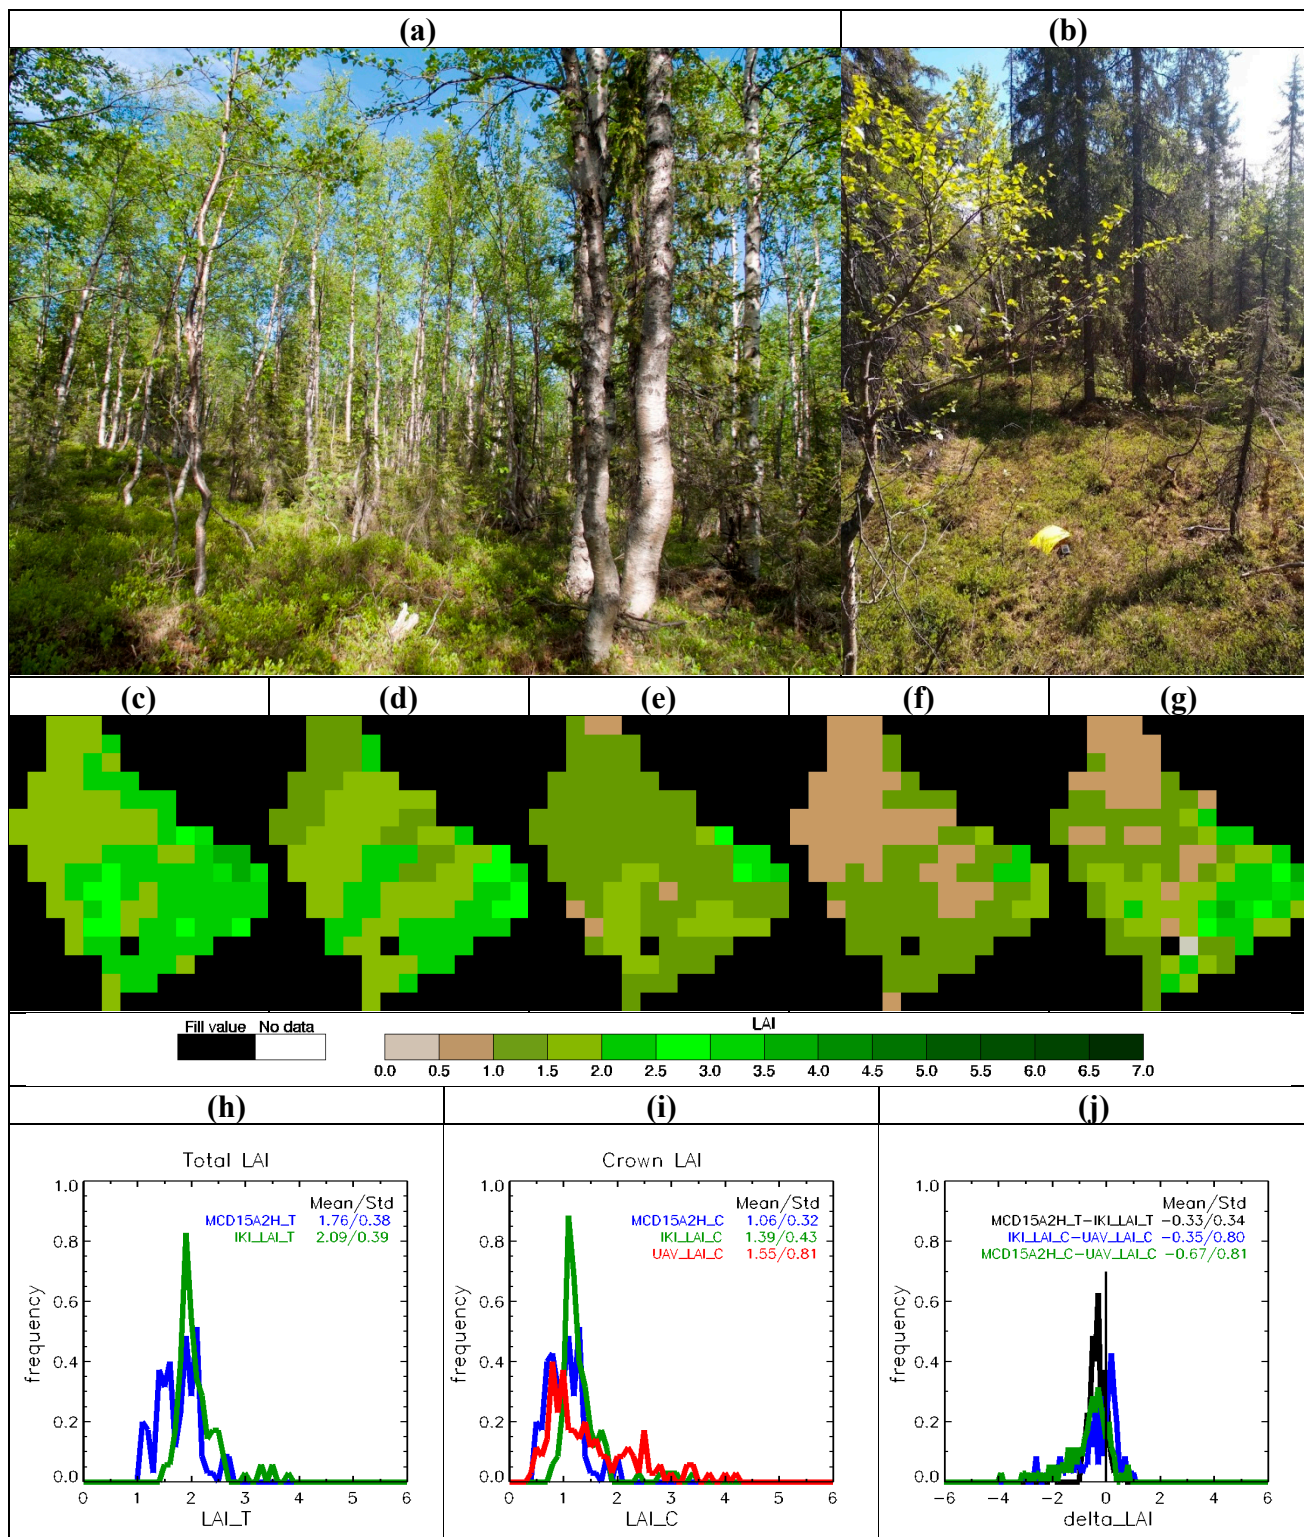 (a) (b)
(c) (d) (e) (f) (g)
Fill value No data LAI
0.0 0.5 1.0 1.5 2.0 2.5 3.0 3.5 4.0 4.5 5.0 5.5 6.0 6.5 7.0
(h) (i) (j)
Total LAI
Mean/Std
MCD15A2H_T 1.76/0.38
IKI_LAI_T 2.09/0.39
frequency
1.0
0.8
0.6
0.4
0.2
0.0
0 1 2 3 4 5 6
LAI_T
Crown LAI
Mean/Std
MCD15A2H_C 1.06/0.32
IKI_LAI_C 1.39/0.43
UAV_LAI_C 1.55/0.81
frequency
1.0
0.8
0.6
0.4
0.2
0.0
0 1 2 3 4 5 6
LAI_C
Mean/Std
MCD15A2H_T-IKI_LAI_T -0.33/0.34
IKI_LAI_C-UAV_LAI_C -0.35/0.80
MCD15A2H_C-UAV_LAI_C -0.67/0.81
frequency
1.0
0.8
0.6
0.4
0.2
0.0
-6 -4 -2 0 2 4 6
delta_LAI